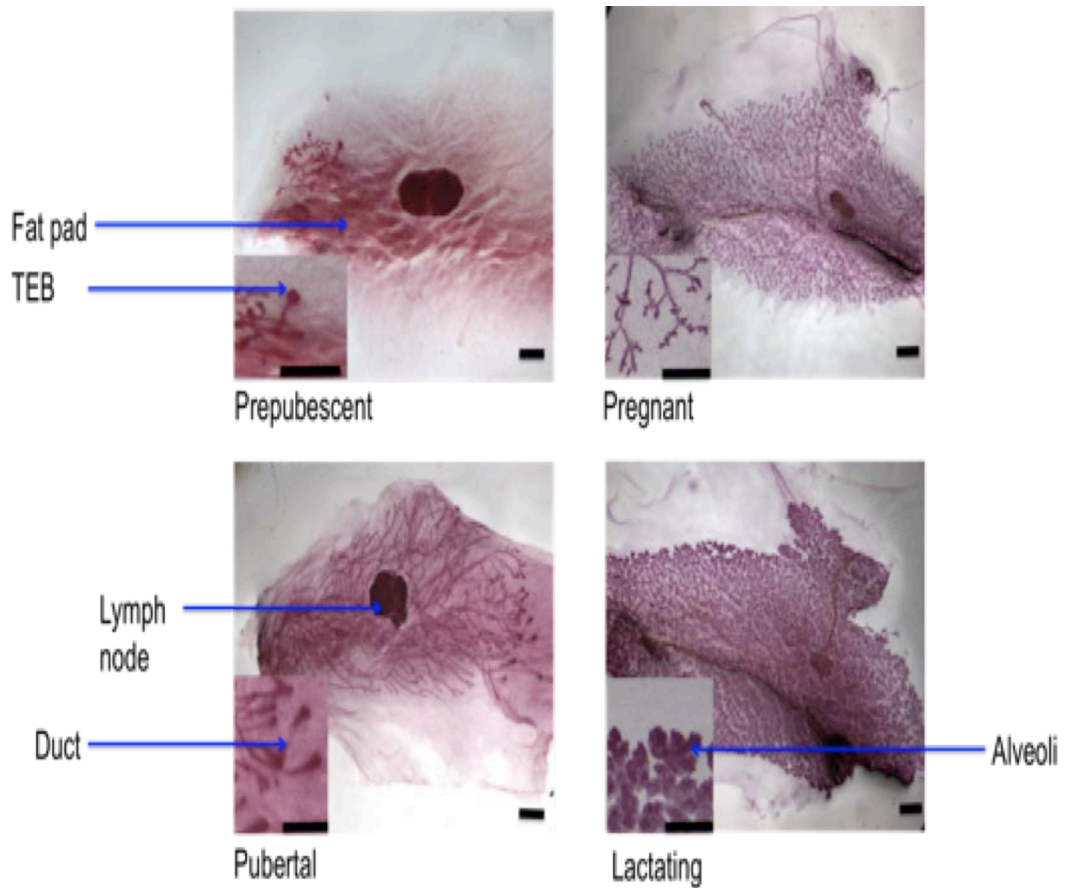 Fat pad
TEB
Prepubescent
Pregnant
Lymph
node
Duct
Alveoli
Pubertal
Lactating